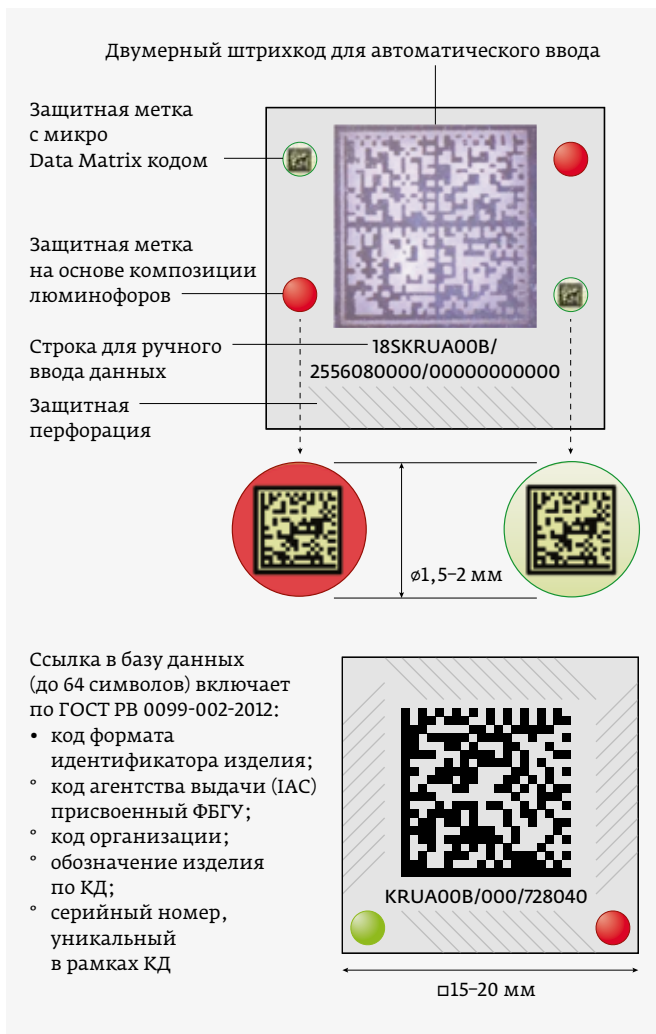 Двумерный штрихкод для автоматического ввода
Защитная метка
с микро
Data Matrix кодом
Защитная метка
на основе композиции
люминофоров
Строка для ручного
ввода данных
Защитная
перфорация
18SKRUA00B/
2556080000/00000000000
⌀1,5–2 мм
Ссылка в базу данных
(до 64 символов) включает
по ГОСТ РВ 0099-002-2012:
• код формата
идентификатора изделия;
° код агентства выдачи (IAC)
присвоенный ФБГУ;
° код организации;
° обозначение изделия
по КД;
° серийный номер,
уникальный
в рамках КД
KRUA00B/000/728040
□15–20 мм